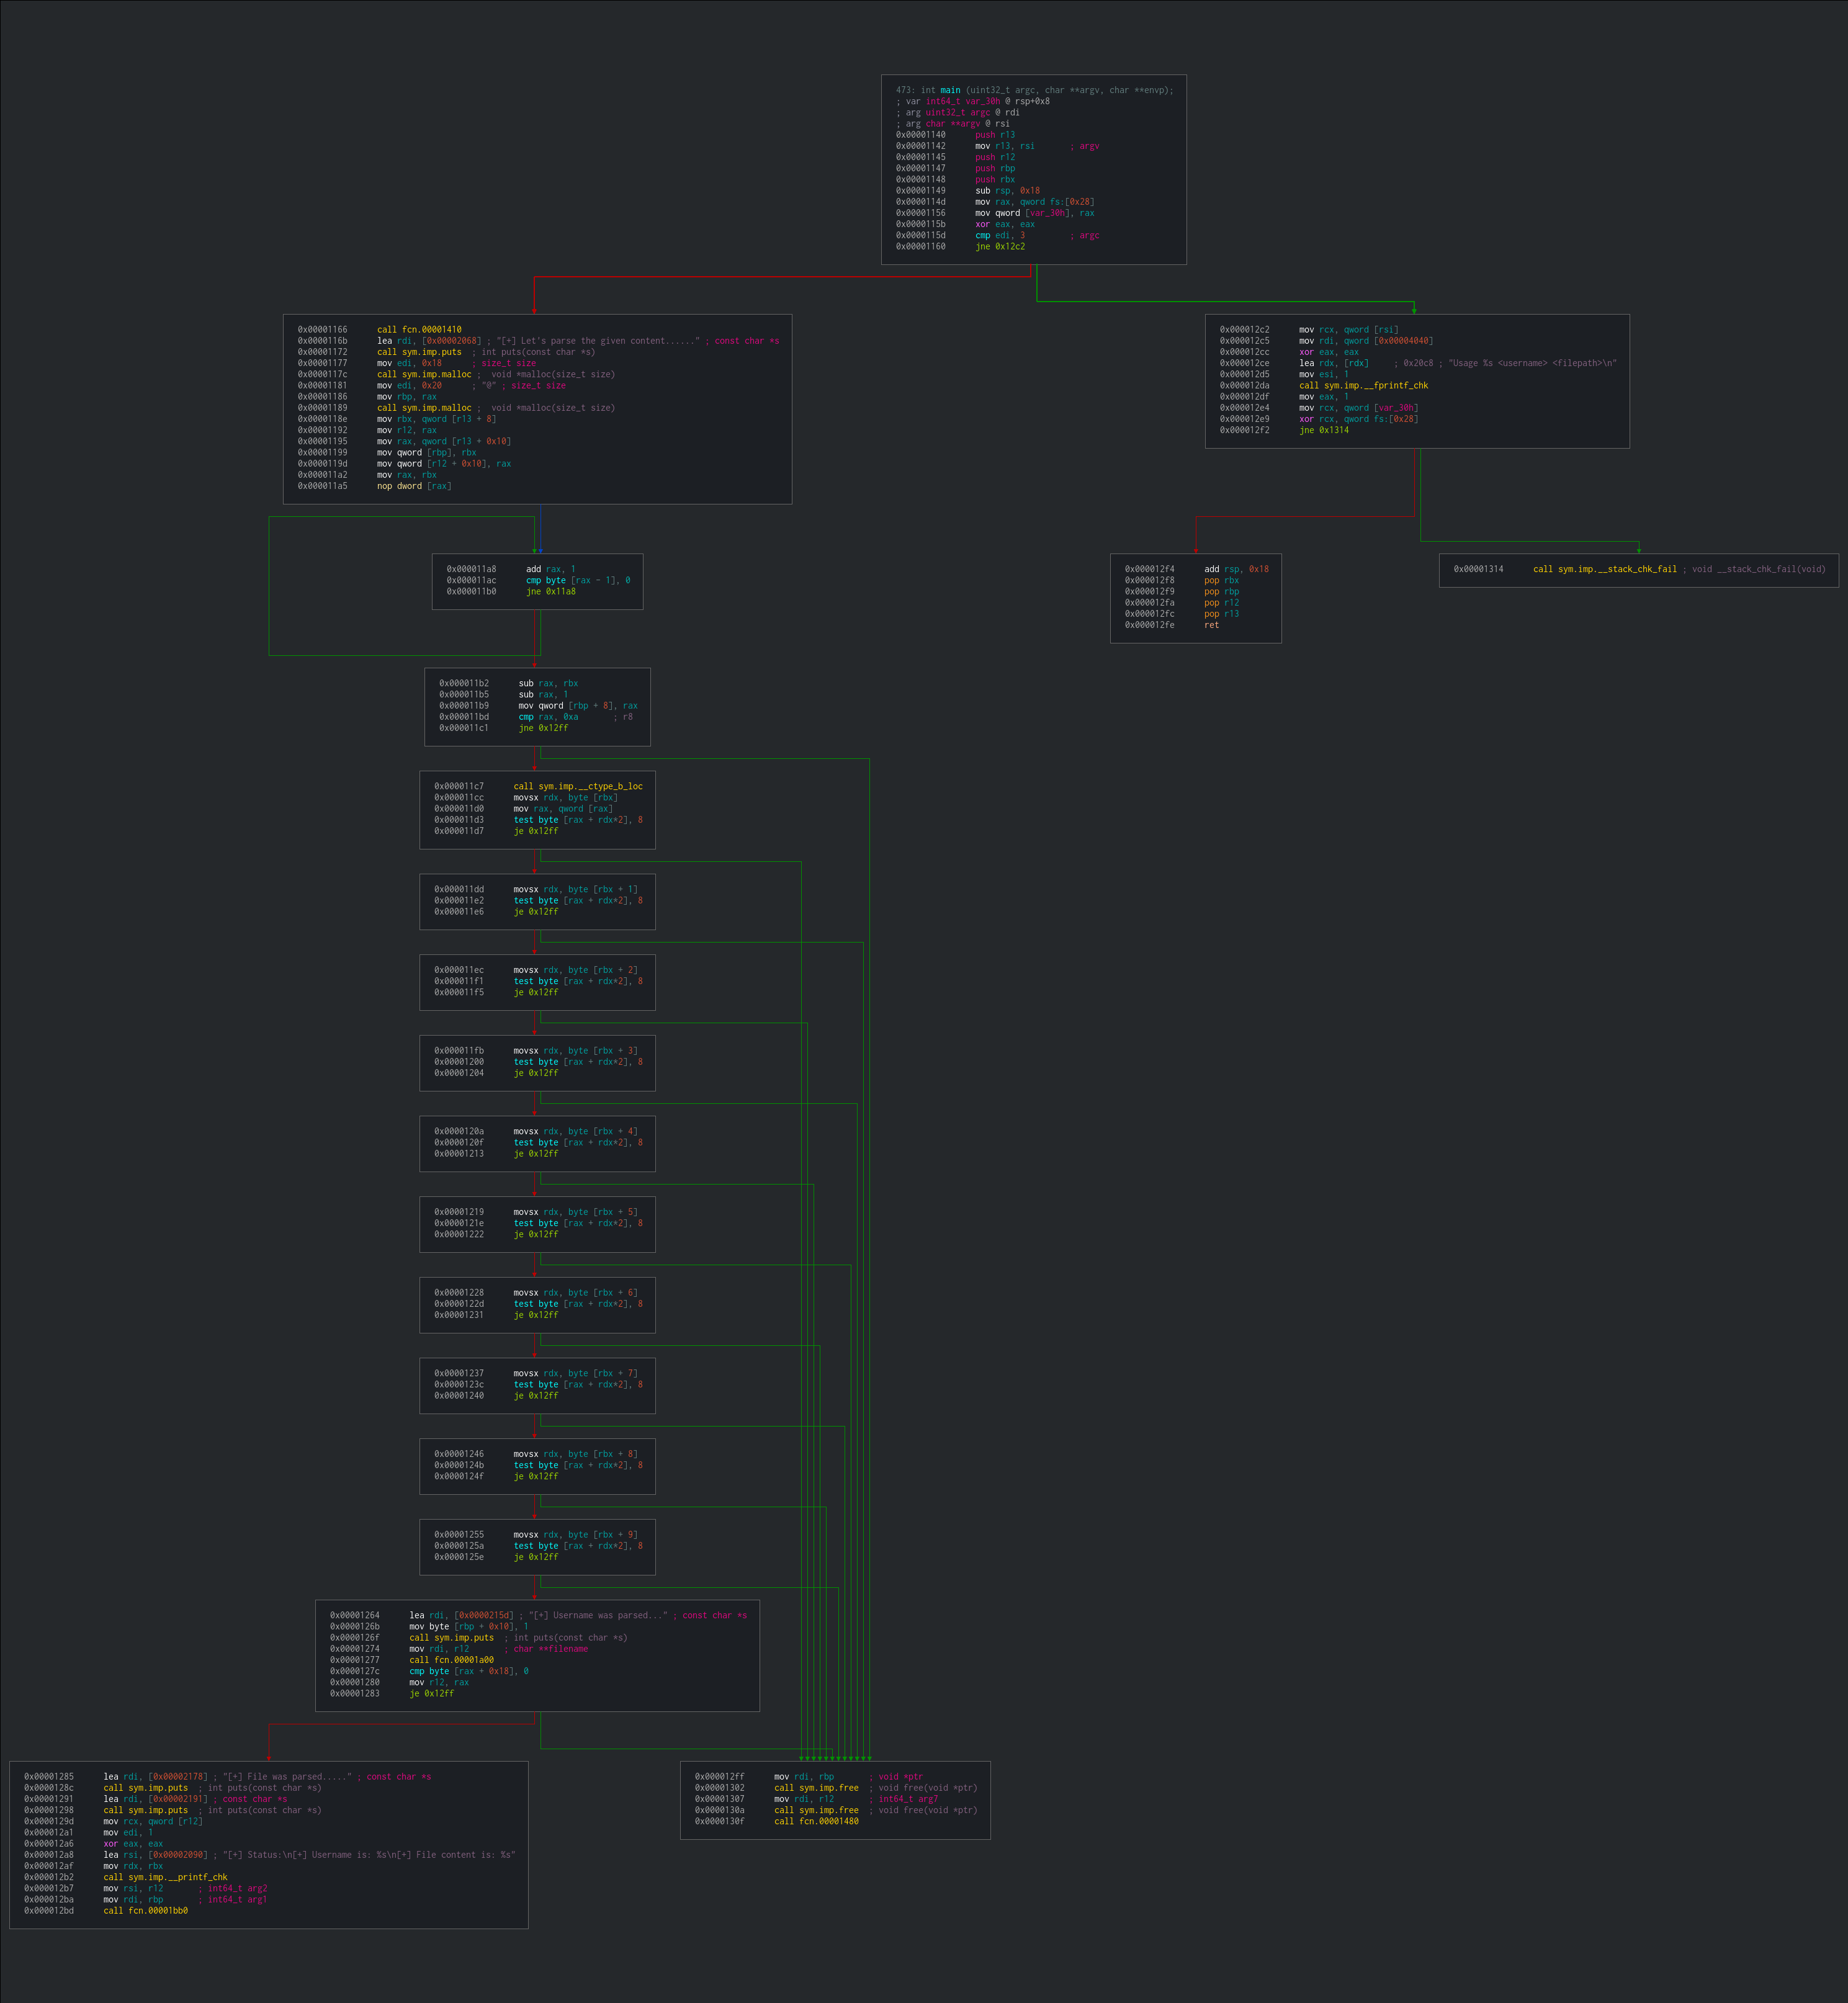 473: int main (uint32_t argc, char **argv, char **envp);
; var int64_t var_30h @ rsp+0x8
; arg uint32_t argc @ rdi
; arg char **argv @ rsi
0x00001140 push r13
0x00001142 mov r13, rsi ; argv
0x00001145 push r12
0x00001147 push rbp
0x00001148 push rbx
0x00001149 sub rsp, 0x18
0x0000114d mov rax, qword fs:[0x28]
0x00001156 mov qword [var_30h], rax
0x0000115b xor eax, eax
0x0000115d cmp edi, 3 ; argc
0x00001160 jne 0x12c2
0x00001166 call fcn.00001410
0x0000116b lea rdi, [0x00002068] ; "[+] Let's parse the given content......" ; const char *s
0x00001172 call sym.imp.puts ; int puts(const char *s)
0x00001177 mov edi, 0x18 ; size_t size
0x0000117c call sym.imp.malloc ; void *malloc(size_t size)
0x00001181 mov edi, 0x20 ; "@" ; size_t size
0x00001186 mov rbp, rax
0x00001189 call sym.imp.malloc ; void *malloc(size_t size)
0x0000118e mov rbx, qword [r13 + 8]
0x00001192 mov r12, rax
0x00001195 mov rax, qword [r13 + 0x10]
0x00001199 mov qword [rbp], rbx
0x0000119d mov qword [r12 + 0x10], rax
0x000011a2 mov rax, rbx
0x000011a5 nop dword [rax]
0x000012c2 mov rcx, qword [rsi]
0x000012c5 mov rdi, qword [0x00004040]
0x000012cc xor eax, eax
0x000012ce lea rdx, [rdx] ; 0x20c8 ; "Usage %s <username> <filepath>\n"
0x000012d5 mov esi, 1
0x000012da call sym.imp.__fprintf_chk
0x000012df mov eax, 1
0x000012e4 mov rcx, qword [var_30h]
0x000012e9 xor rcx, qword fs:[0x28]
0x000012f2 jne 0x1314
0x000011a8 add rax, 1
0x000011ac cmp byte [rax - 1], 0
0x000011b0 jne 0x11a8
0x000012f4 add rsp, 0x18
0x000012f8 pop rbx
0x000012f9 pop rbp
0x000012fa pop r12
0x000012fc pop r13
0x000012fe ret
0x00001314 call sym.imp.__stack_chk_fail ; void __stack_chk_fail(void)
0x000011b2 sub rax, rbx
0x000011b5 sub rax, 1
0x000011b9 mov qword [rbp + 8], rax
0x000011bd cmp rax, 0xa ; r8
0x000011c1 jne 0x12ff
0x000011c7 call sym.imp.__ctype_b_loc
0x000011cc movsx rdx, byte [rbx]
0x000011d0 mov rax, qword [rax]
0x000011d3 test byte [rax + rdx*2], 8
0x000011d7 je 0x12ff
0x000011dd movsx rdx, byte [rbx + 1]
0x000011e2 test byte [rax + rdx*2], 8
0x000011e6 je 0x12ff
0x000011ec movsx rdx, byte [rbx + 2]
0x000011f1 test byte [rax + rdx*2], 8
0x000011f5 je 0x12ff
0x000011fb movsx rdx, byte [rbx + 3]
0x00001200 test byte [rax + rdx*2], 8
0x00001204 je 0x12ff
0x0000120a movsx rdx, byte [rbx + 4]
0x0000120f test byte [rax + rdx*2], 8
0x00001213 je 0x12ff
0x00001219 movsx rdx, byte [rbx + 5]
0x0000121e test byte [rax + rdx*2], 8
0x00001222 je 0x12ff
0x00001228 movsx rdx, byte [rbx + 6]
0x0000122d test byte [rax + rdx*2], 8
0x00001231 je 0x12ff
0x00001237 movsx rdx, byte [rbx + 7]
0x0000123c test byte [rax + rdx*2], 8
0x00001240 je 0x12ff
0x00001246 movsx rdx, byte [rbx + 8]
0x0000124b test byte [rax + rdx*2], 8
0x0000124f je 0x12ff
0x00001255 movsx rdx, byte [rbx + 9]
0x0000125a test byte [rax + rdx*2], 8
0x0000125e je 0x12ff
0x00001264 lea rdi, [0x0000215d] ; "[+] Username was parsed..." ; const char *s
0x0000126b mov byte [rbp + 0x10], 1
0x0000126f call sym.imp.puts ; int puts(const char *s)
0x00001274 mov rdi, r12 ; char **filename
0x00001277 call fcn.00001a00
0x0000127c cmp byte [rax + 0x18], 0
0x00001280 mov r12, rax
0x00001283 je 0x12ff
0x00001285 lea rdi, [0x00002178] ; "[+] File was parsed....." ; const char *s
0x0000128c call sym.imp.puts ; int puts(const char *s)
0x00001291 lea rdi, [0x00002191] ; const char *s
0x00001298 call sym.imp.puts ; int puts(const char *s)
0x0000129d mov rcx, qword [r12]
0x000012a1 mov edi, 1
0x000012a6 xor eax, eax
0x000012a8 lea rsi, [0x00002090] ; "[+] Status:\n[+] Username is: %s\n[+] File content is: %s"
0x000012af mov rdx, rbx
0x000012b2 call sym.imp.__printf_chk
0x000012b7 mov rsi, r12 ; int64_t arg2
0x000012ba mov rdi, rbp ; int64_t arg1
0x000012bd call fcn.00001bb0
0x000012ff mov rdi, rbp ; void *ptr
0x00001302 call sym.imp.free ; void free(void *ptr)
0x00001307 mov rdi, r12 ; int64_t arg7
0x0000130a call sym.imp.free ; void free(void *ptr)
0x0000130f call fcn.00001480